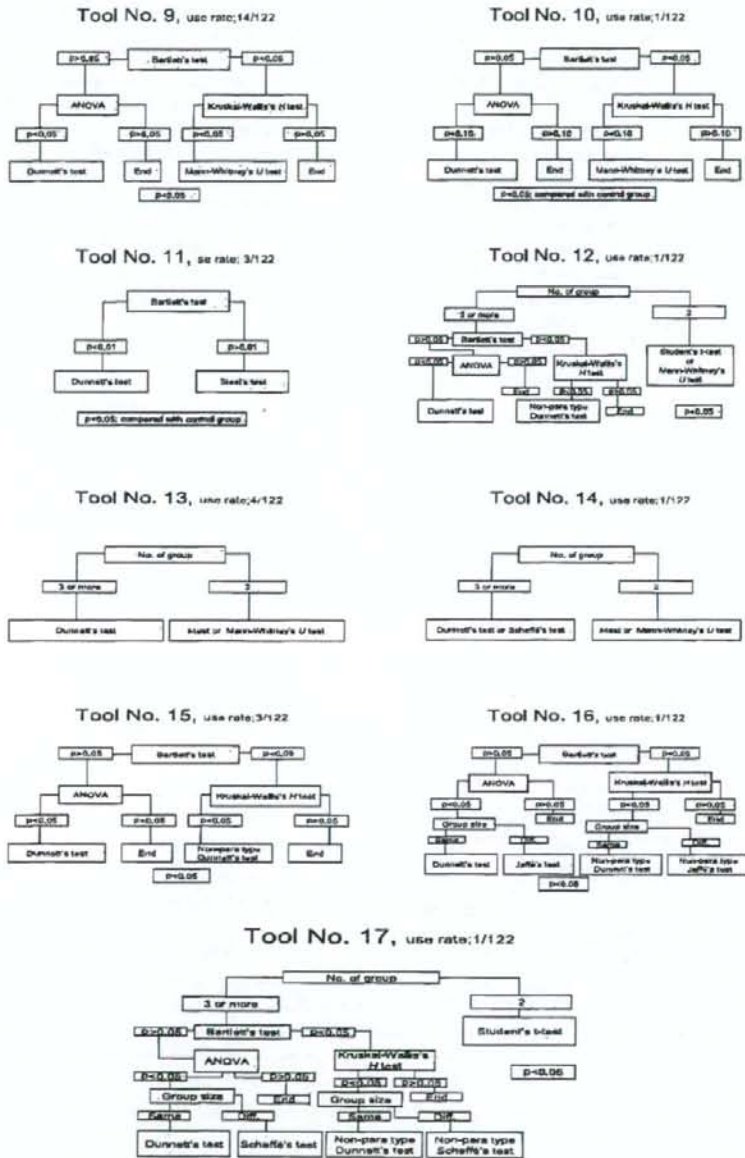 Tool No. 9, use rate;14/122
p>0.05 Bartlett's test p<0.05
ANOVA Kruskal-Wallis's H test
p<0.05 p>0.05 p<0.05 p>0.05
Dunnett's test End Mann-Whitney's U test End
p<0.05
Tool No. 10, use rate;1/122
p>0.05 Bartlett's test p<0.05
ANOVA Kruskal-Wallis's H test
p<0.10 p>0.10 p<0.10 p>0.10
Dunnett's test End Mann-Whitney's U test End
p<0.05; compared with control group
Tool No. 11, se rate; 3/122
Bartlett's test
p<0.01 p>0.01
Dunnett's test Steel's test
p<0.05; compared with control group
Tool No. 12, use rate;1/122
No. of group
3 or more 2
p>0.05 Bartlett's test p<0.05
p<0.05 ANOVA p>0.05
Kruskal-Wallis's
H test
Student's t-test
or
Mann-Whitney's
U test
End p<0.05 p>0.05
Dunnett's test
Non-para type
Dunnett's test
End
p<0.05
Tool No. 13, use rate;4/122
No. of group
3 or more 2
Dunnett's test or Mann-Whitney's U test
Tool No. 14, use rate;1/122
No. of group
3 or more 2
Dunnett's test or Scheffé's test or Mann-Whitney's U test
Tool No. 15, use rate;3/122
p>0.05 Bartlett's test p<0.05
ANOVA Kruskal-Wallis's H test
p<0.05 p>0.05 p<0.05 p>0.05
Dunnett's test End
Non-para type
Dunnett's test
End
p<0.05
Tool No. 16, use rate;1/122
p>0.05 Bartlett's test p<0.05
ANOVA Kruskal-Wallis's H test
p<0.05 p>0.05 p<0.05 p>0.05
Group size End Group size End
Same Diff. Same Diff.
Dunnett's test Jaffé's test
Non-para type
Dunnett's test
Non-para type
Jaffé's test
p<0.05
Tool No. 17, use rate;1/122
No. of group
3 or more 2
p>0.05 Bartlett's test p<0.05
Student's t-test
ANOVA
Kruskal-Wallis's
H test
p<0.05 p>0.05 p<0.05 p>0.05
p<0.05
Group size End Group size End
Same Diff. Same Diff.
Dunnett's test Scheffé's test
Non-para type
Dunnett's test
Non-para type
Scheffé's test